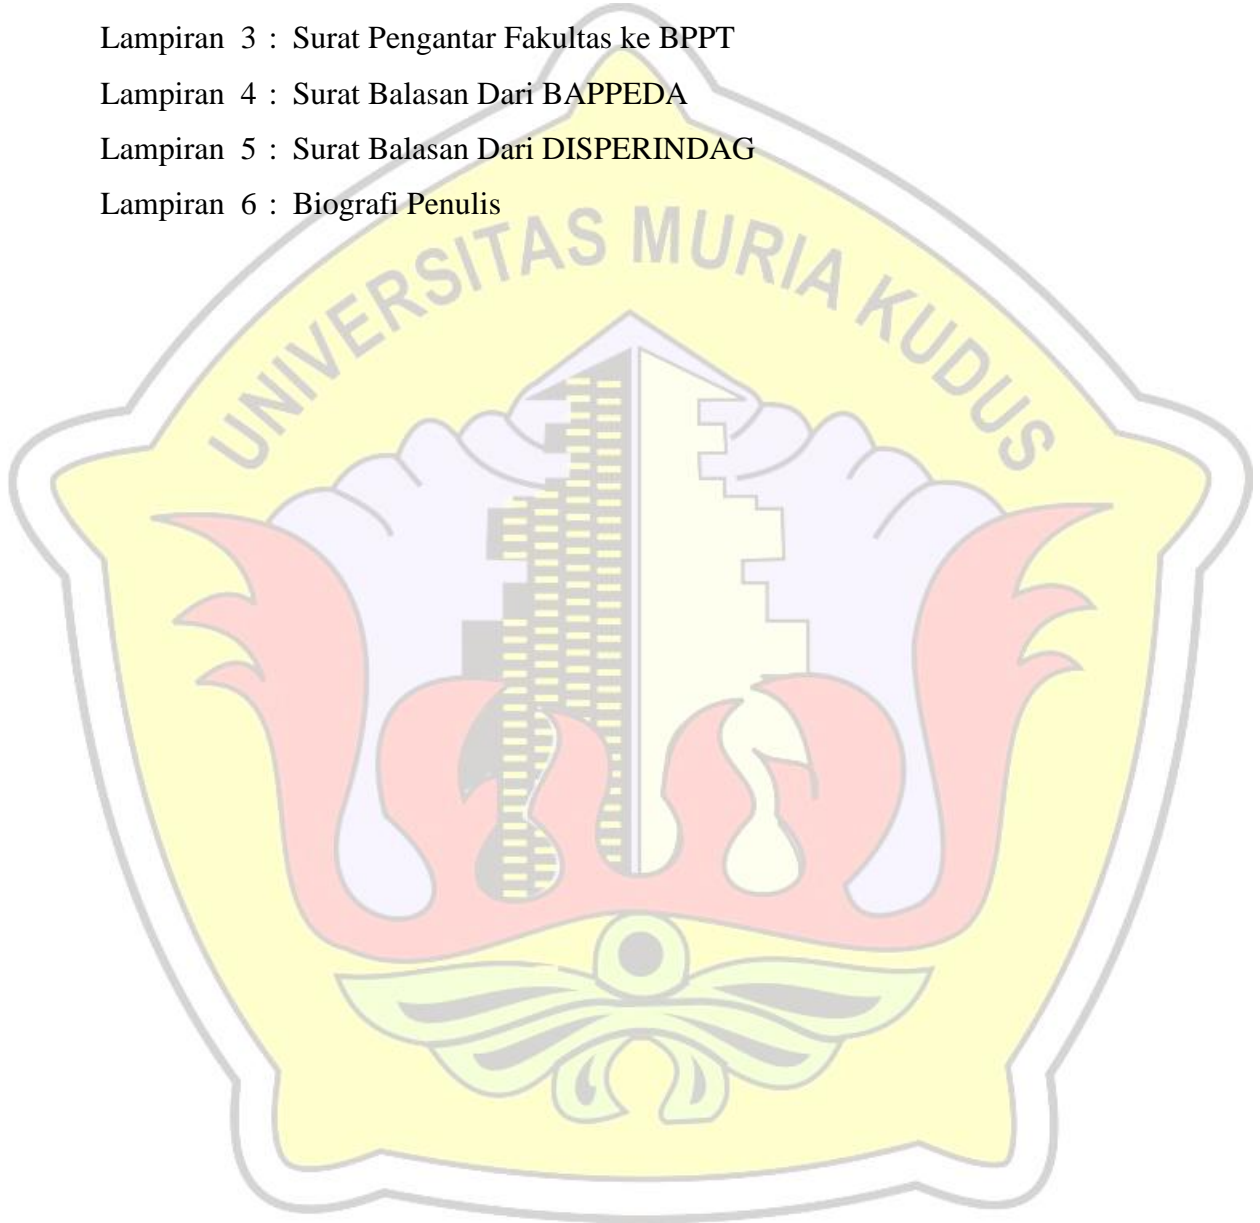 Lampiran 3 : Surat Pengantar Fakultas ke BPPT
Lampiran 4 : Surat Balasan Dari BAPPEDA
Lampiran 5 : Surat Balasan Dari DISPERINDAG
Lampiran 6 : Biografi Penulis
UNIVERSITAS MURIA KUDUS